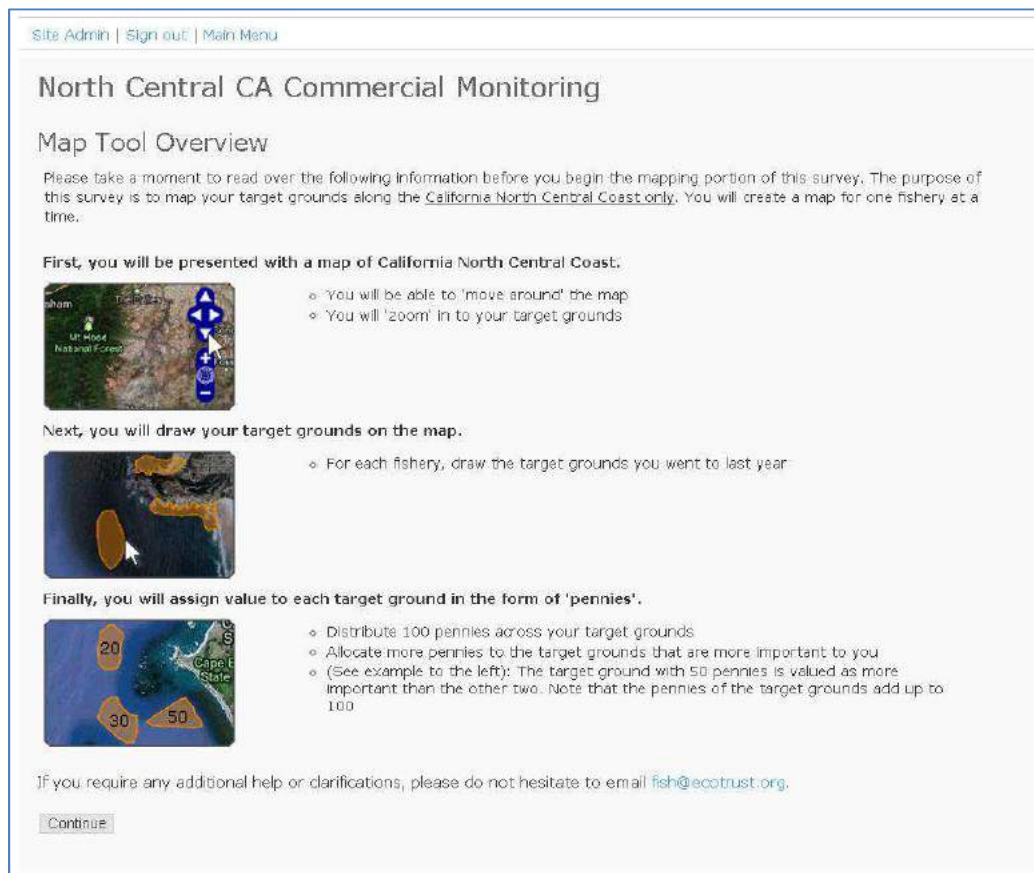 Site Admin | Sign out | Main Menu
North Central CA Commercial Monitoring
Map Tool Overview
Please take a moment to read over the following information before you begin the mapping portion of this survey. The purpose of
this survey is to map your target grounds along the California North Central Coast only. You will create a map for one fishery at a
time.
First, you will be presented with a map of California North Central Coast.
Mt Hood
National Forest
You will be able to 'move around' the map
You will 'zoom' in to your target grounds
Next, you will draw your target grounds on the map.
For each fishery, draw the target grounds you went to last year
Finally, you will assign value to each target ground in the form of 'pennies'.
20
30
50
Cape
State
Distribute 100 pennies across your target grounds
Allocate more pennies to the target grounds that are more important to you
(See example to the left): The target ground with 50 pennies is valued as more
important than the other two. Note that the pennies of the target grounds add up to
100
If you require any additional help or clarifications, please do not hesitate to email fish@ecotrust.org.
Continue